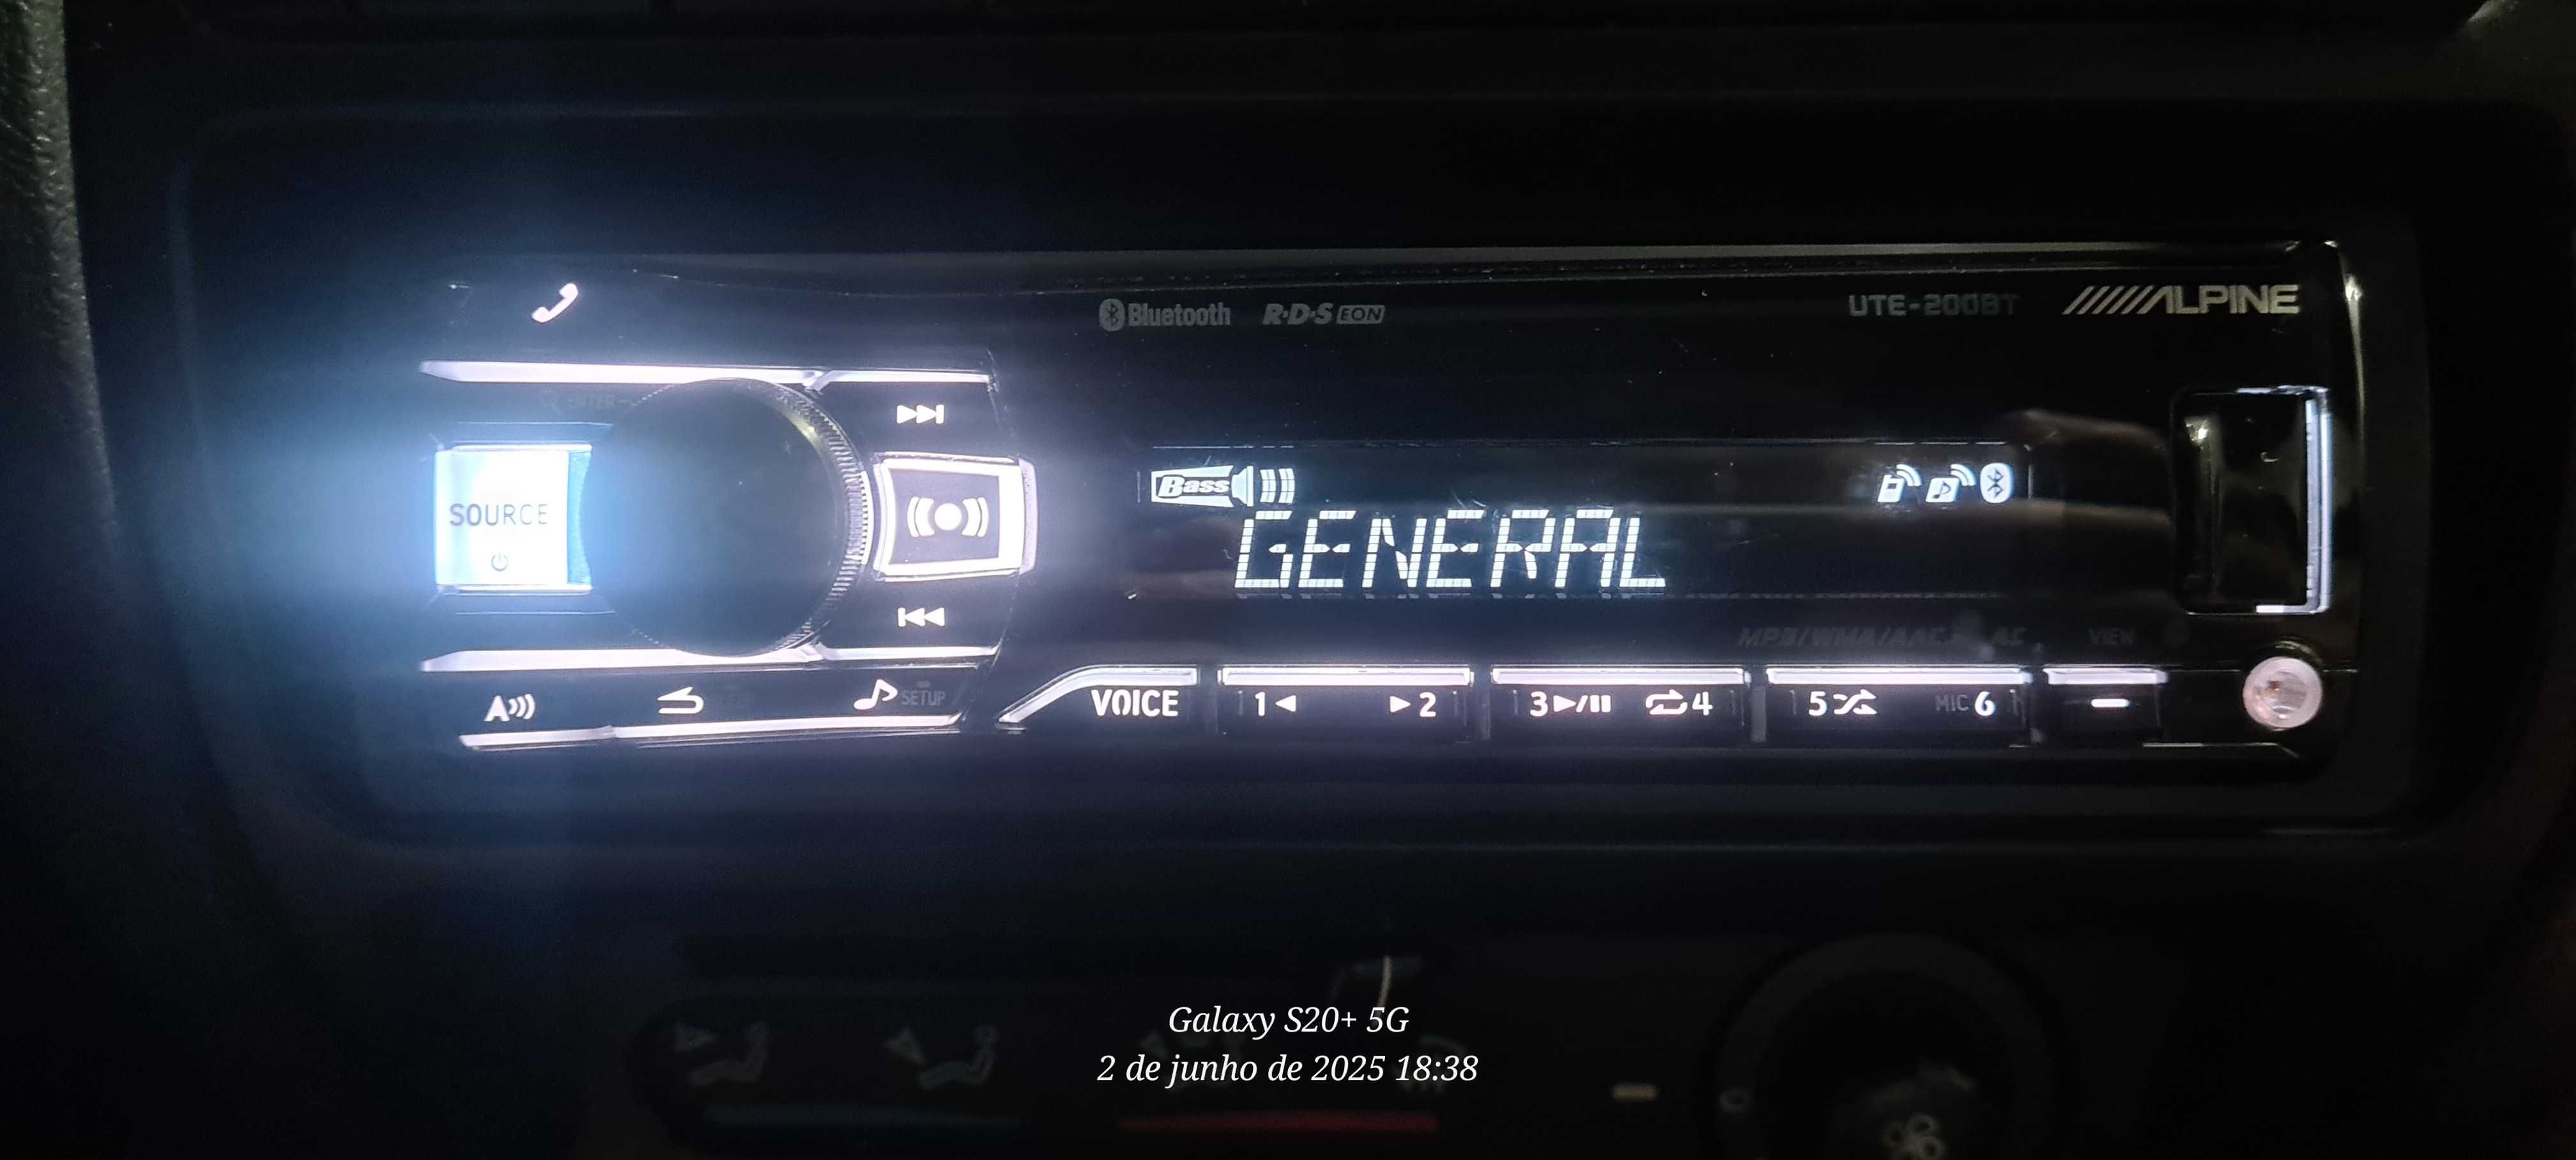 Bluetooth R·D·S EON
UTE-200BT ALPINE
ENTER
SOURCE
Bass
GENERAL
VIEW
A
SETUP
VOICE
1 2 3 4 5 MIC 6
Galaxy S20+ 5G
2 de junho de 2025 18:38